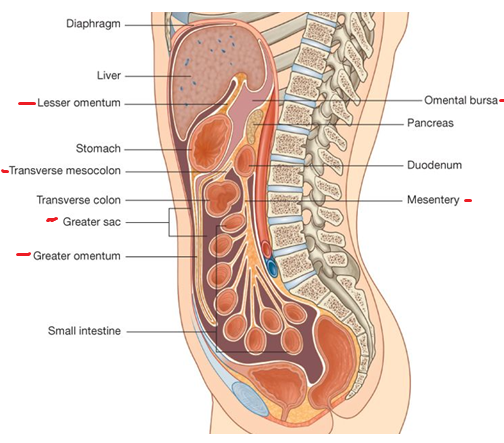 Diaphragm
Liver
Lesser omentum
Omental bursa
Pancreas
Stomach
Duodenum
Transverse mesocolon
Transverse colon
Mesentery
Greater sac
Greater omentum
Small intestine